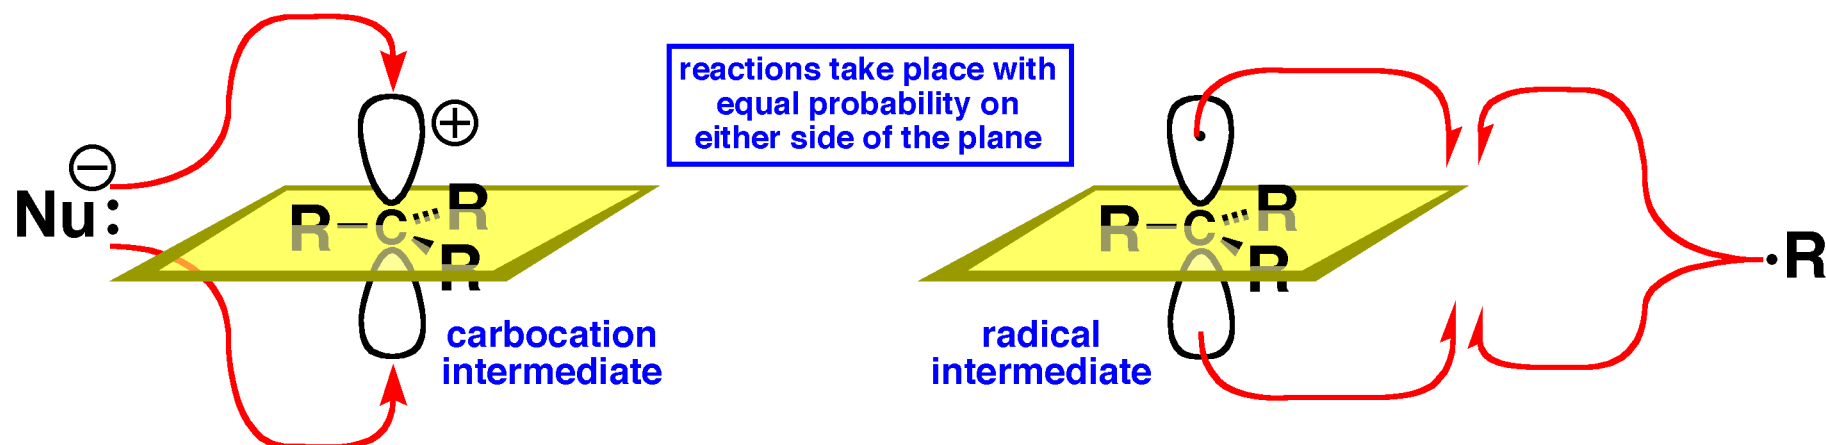 reactions take place with
equal probability on
either side of the plane
⊖
Nu:
⊕
R
C
R
R
carbocation
intermediate
R
C
R
R
radical
intermediate
·R